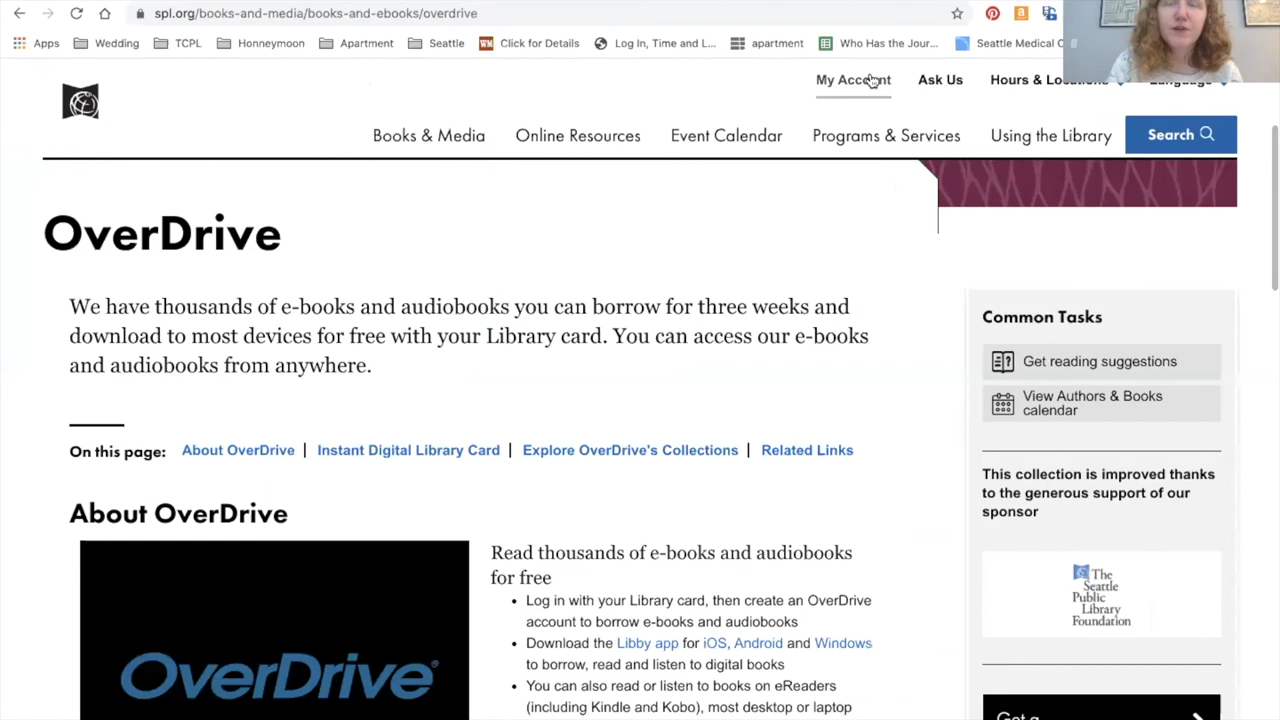 spl.org/books-and-media/books-and-ebooks/overdrive
Apps Wedding TCPL Honeymoon Apartment Seattle Click for Details Log In, Time and L... apartment Who Has the Jour... Seattle Medical C
My Account Ask Us Hours & Locations Language
Books & Media Online Resources Event Calendar Programs & Services Using the Library Search
OverDrive
We have thousands of e-books and audiobooks you can borrow for three weeks and
download to most devices for free with your Library card. You can access our e-books
and audiobooks from anywhere.
On this page: About OverDrive | Instant Digital Library Card | Explore OverDrive's Collections | Related Links
About OverDrive
OverDrive®
Read thousands of e-books and audiobooks
for free
• Log in with your Library card, then create an OverDrive
account to borrow e-books and audiobooks
• Download the Libby app for iOS, Android and Windows
to borrow, read and listen to digital books
• You can also read or listen to books on eReaders
(including Kindle and Kobo), most desktop or laptop
Common Tasks
Get reading suggestions
View Authors & Books
calendar
This collection is improved thanks
to the generous support of our
sponsor
The
Seattle
Public
Library
Foundation
Got a